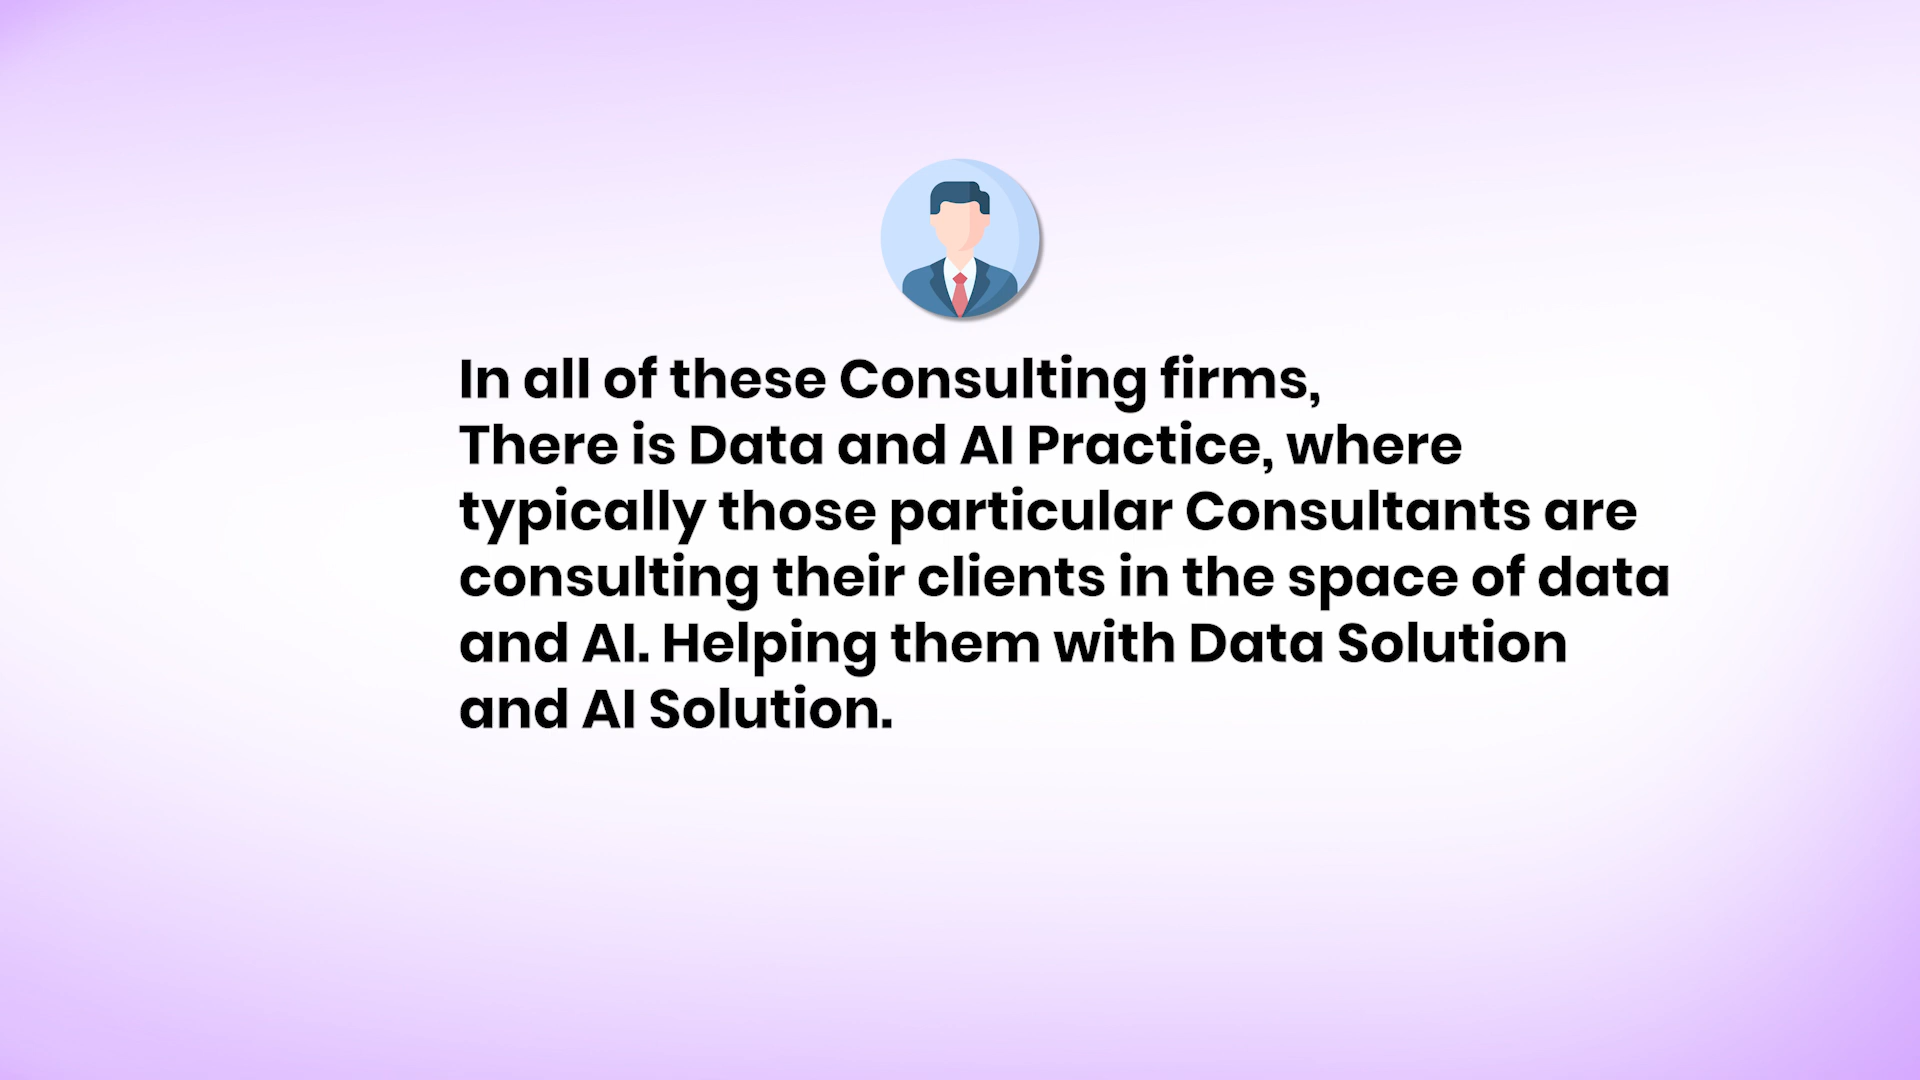 In all of these Consulting firms,
There is Data and AI Practice, where
typically those particular Consultants are
consulting their clients in the space of data
and AI. Helping them with Data Solution
and AI Solution.